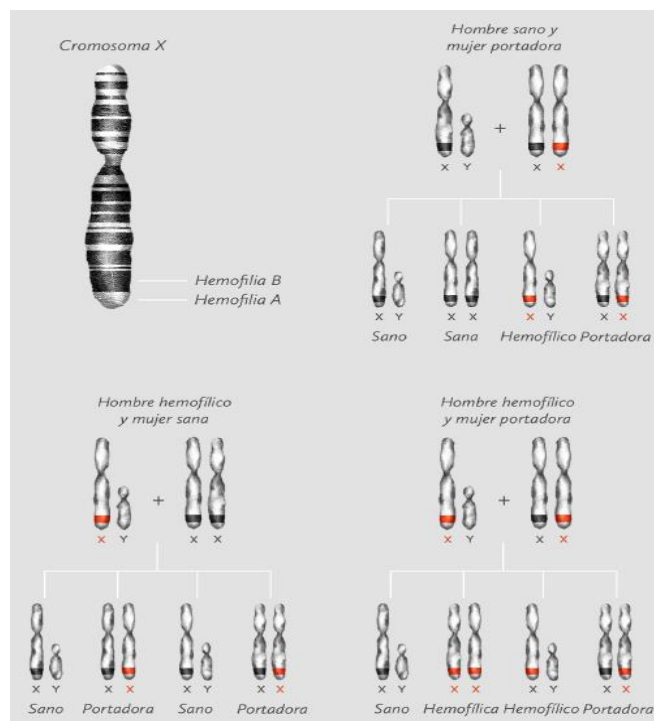 Cromosoma X
Hemofilia B
Hemofilia A
Hombre sano y
mujer portadora
+
X Y X X
X Y X X X Y X X
Sano Sana Hemofílico Portadora
Hombre hemofílico
y mujer sana
+
X Y X X
X Y X X X Y X X
Sano Portadora Sano Portadora
Hombre hemofílico
y mujer portadora
+
X Y X X
X Y X X X Y X X
Sano Hemofílica Hemofílico Portadora